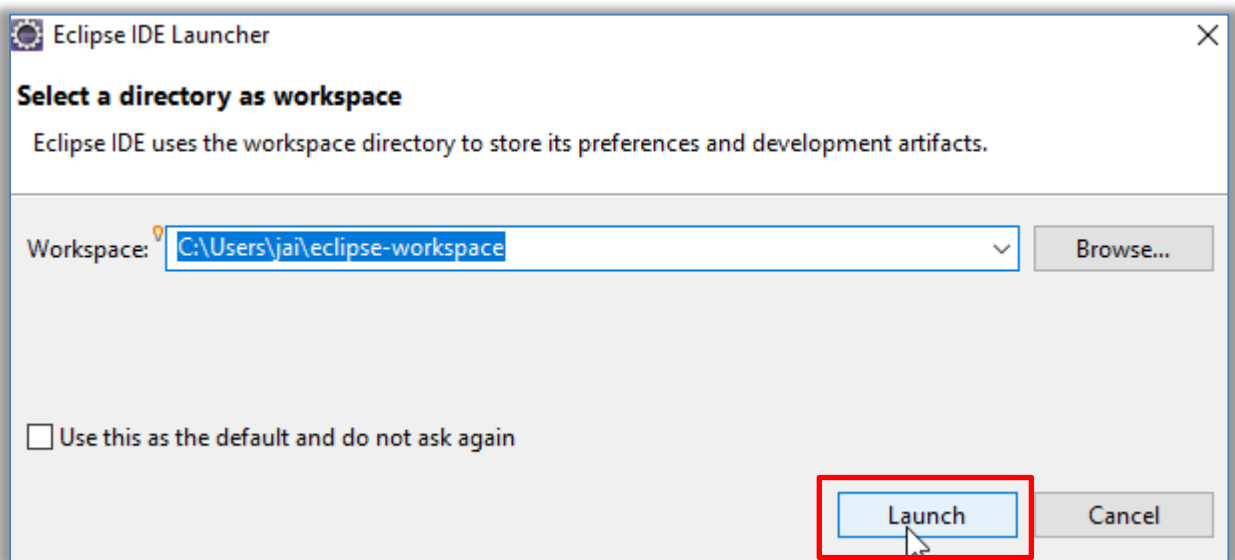 Eclipse IDE Launcher
Select a directory as workspace
Eclipse IDE uses the workspace directory to store its preferences and development artifacts.
Workspace: C:\Users\jai\eclipse-workspace Browse...
Use this as the default and do not ask again
Launch Cancel